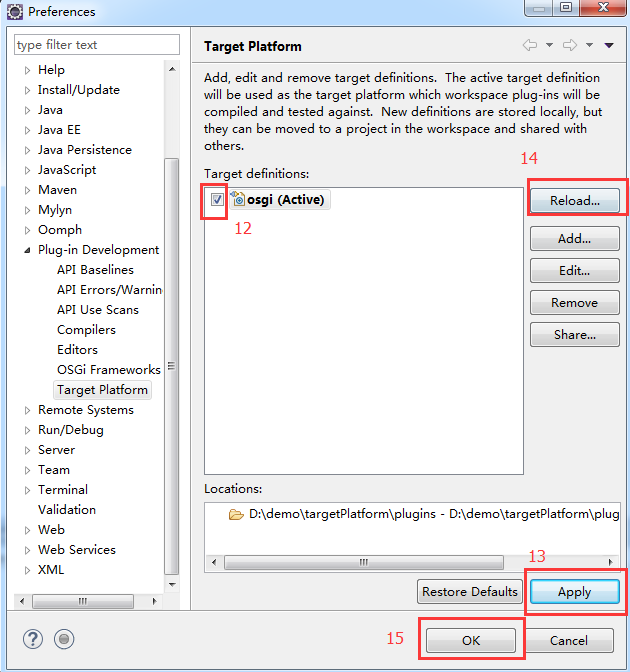 Preferences
type filter text
Help
Install/Update
Java
Java EE
Java Persistence
JavaScript
Maven
Mylyn
Oomph
Plug-in Development
API Baselines
API Errors/Warnin
API Use Scans
Compilers
Editors
OSGi Frameworks
Target Platform
Remote Systems
Run/Debug
Server
Team
Terminal
Validation
Web
Web Services
XML
Target Platform
Add, edit and remove target definitions.  The active target definition
will be used as the target platform which workspace plug-ins will be
compiled and tested against.  New definitions are stored locally, but
they can be moved to a project in the workspace and shared with
others.
14
Target definitions:
osgi (Active)
12
Reload...
Add...
Edit...
Remove
Share...
Locations:
D:\demo\targetPlatform\plugins - D:\demo\targetPlatform\plug
13
Restore Defaults
Apply
15
OK
Cancel